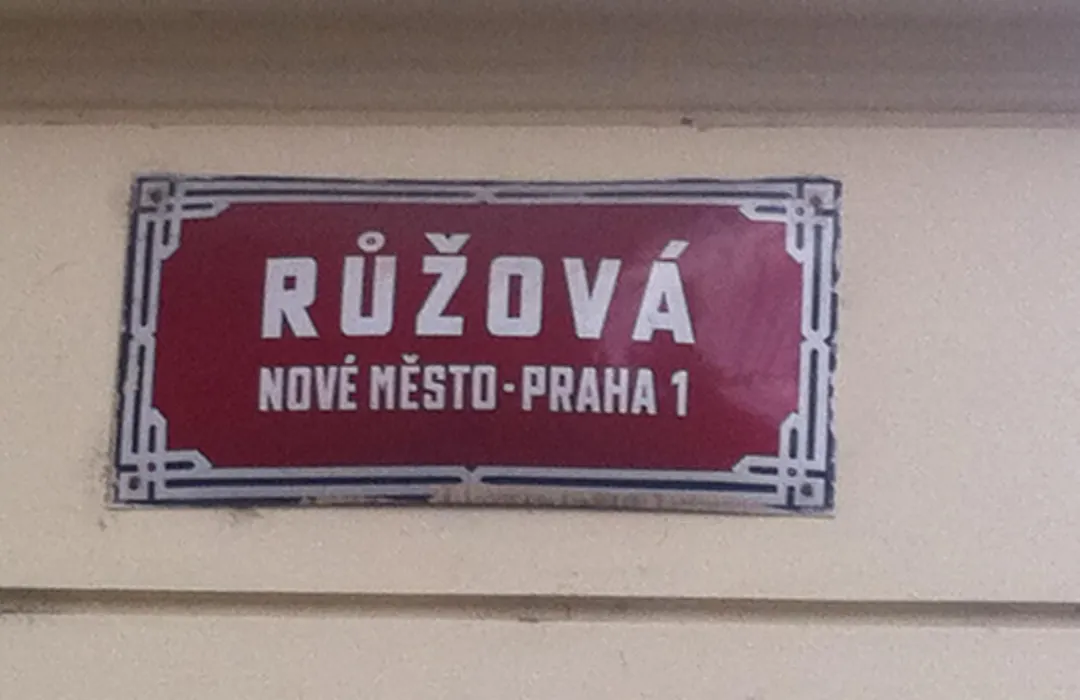 RŮŽOVÁ
NOVÉ MĚSTO-PRAHA 1